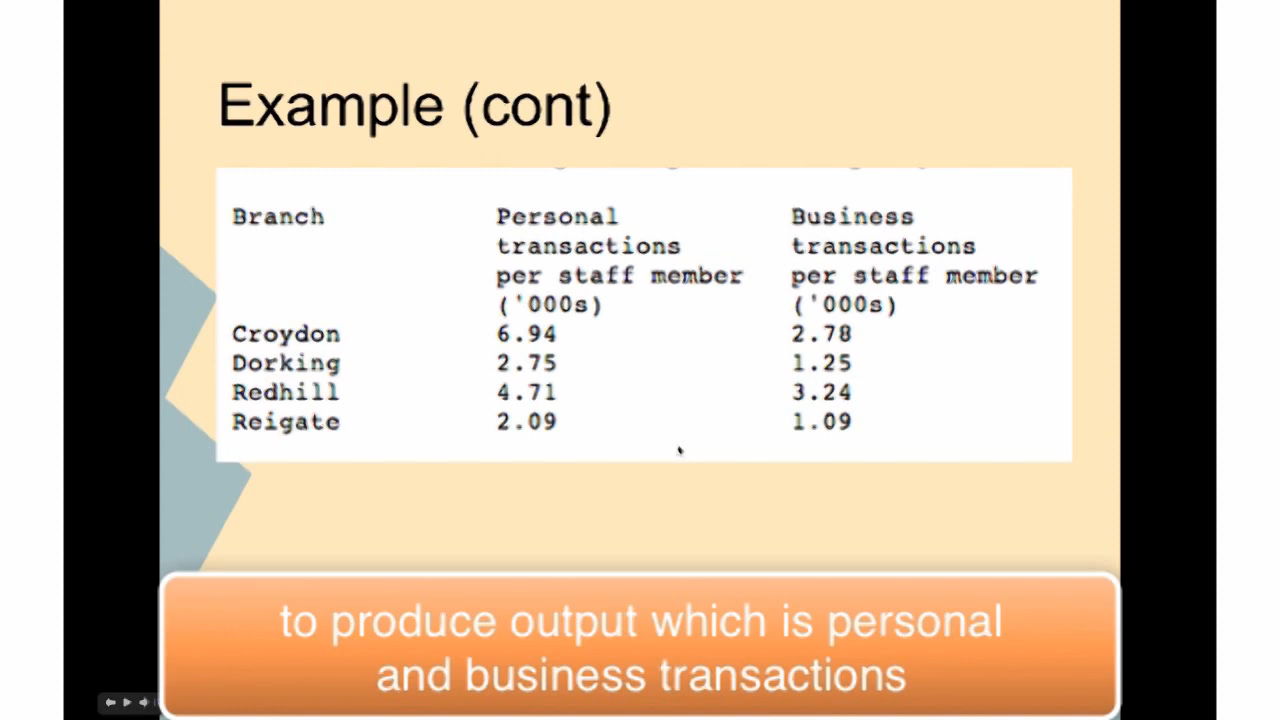 Example (cont)
Branch Personal Business
transactions transactions
per staff member per staff member
('000s) ('000s)
Croydon 6.94 2.78
Dorking 2.75 1.25
Redhill 4.71 3.24
Reigate 2.09 1.09
to produce output which is personal
and business transactions